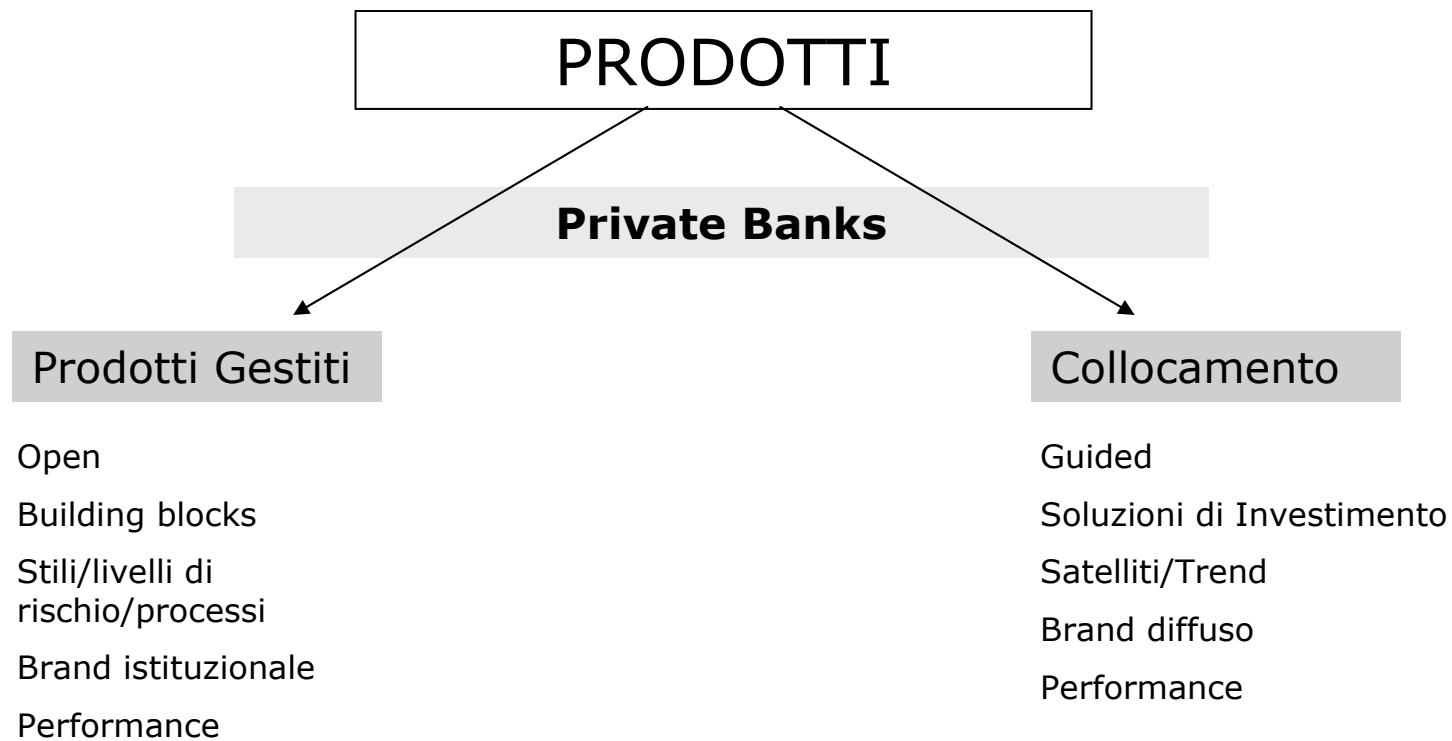 PRODOTTI
Private Banks
Prodotti Gestiti
Open
Building blocks
Stili/livelli di
rischio/processi
Brand istituzionale
Performance
Collocamento
Guided
Soluzioni di Investimento
Satelliti/Trend
Brand diffuso
Performance